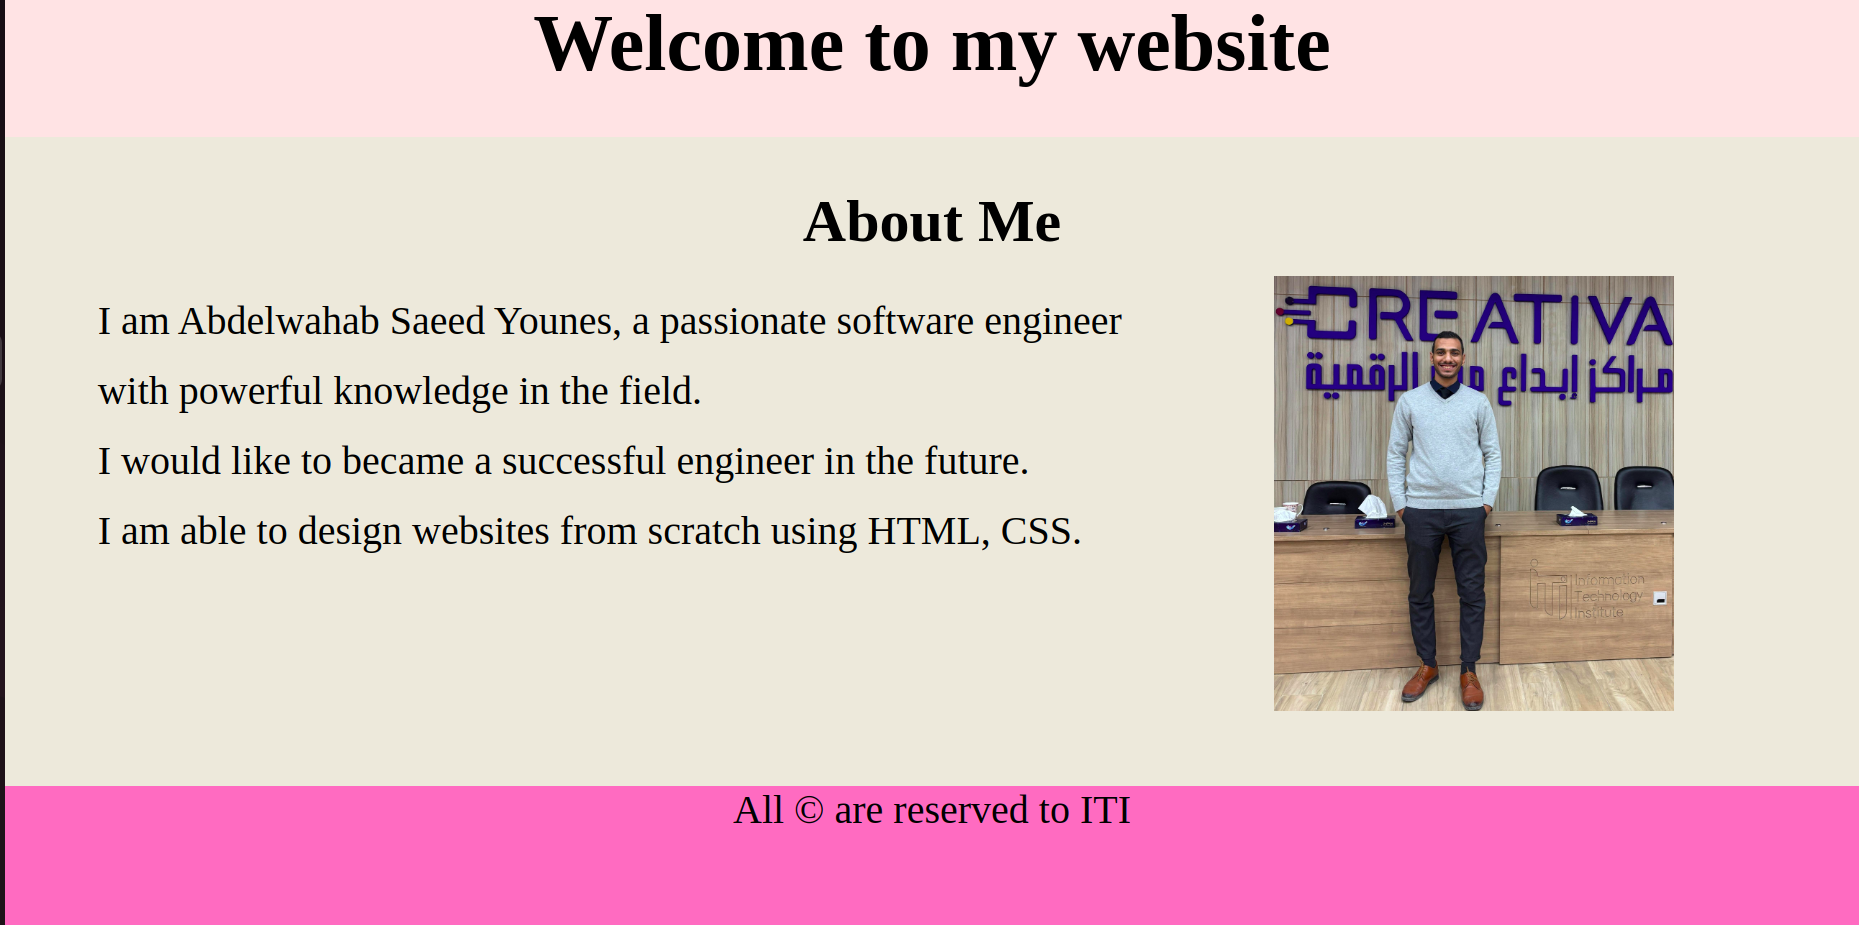 Welcome to my website
About Me
I am Abdelwahab Saeed Younes, a passionate software engineer
with powerful knowledge in the field.
I would like to became a successful engineer in the future.
I am able to design websites from scratch using HTML, CSS.
CREATIVA
مراكز إبداع الرقمية
Information
Technology
Institute
All © are reserved to ITI